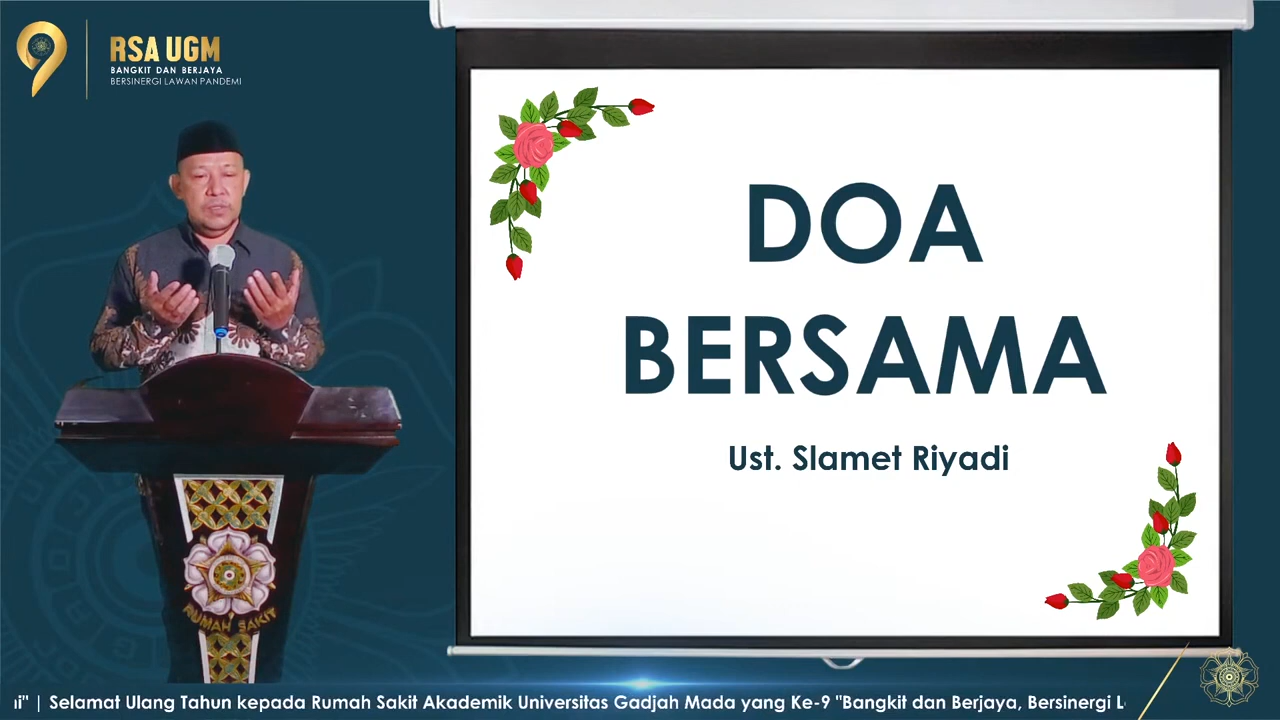 RSA UGM
BANGKIT DAN BERJAYA
BERSINERGI LAWAN PANDEMI
DOA
BERSAMA
Ust. Slamet Riyadi
RUMAH SAKIT
| Selamat Ulang Tahun kepada Rumah Sakit Akademik Universitas Gadjah Mada yang Ke-9 "Bangkit dan Berjaya, Bersinergi